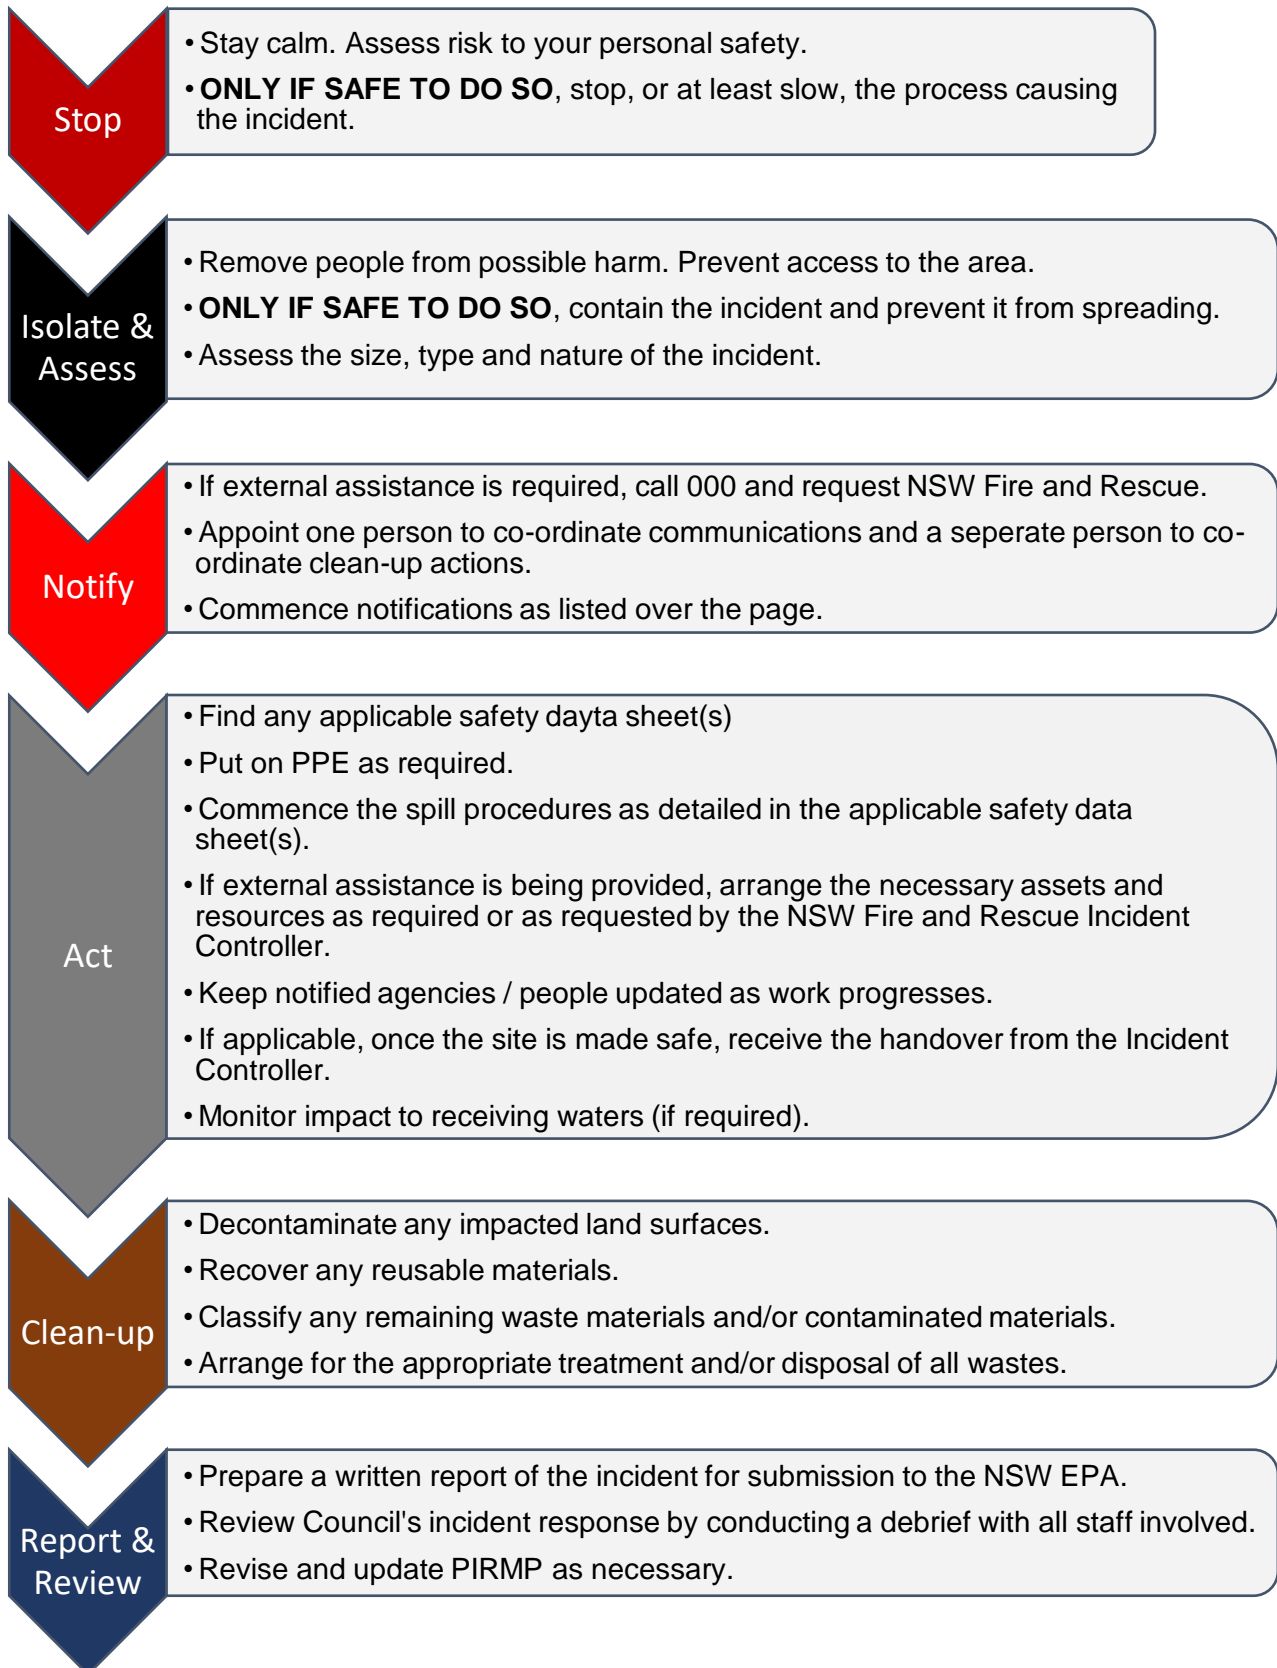 Stop
• Stay calm. Assess risk to your personal safety.
• ONLY IF SAFE TO DO SO, stop, or at least slow, the process causing
the incident.
Isolate &
Assess
• Remove people from possible harm. Prevent access to the area.
• ONLY IF SAFE TO DO SO, contain the incident and prevent it from spreading.
• Assess the size, type and nature of the incident.
Notify
• If external assistance is required, call 000 and request NSW Fire and Rescue.
• Appoint one person to co-ordinate communications and a seperate person to co-
ordinate clean-up actions.
• Commence notifications as listed over the page.
Act
• Find any applicable safety dayta sheet(s)
• Put on PPE as required.
• Commence the spill procedures as detailed in the applicable safety data
sheet(s).
• If external assistance is being provided, arrange the necessary assets and
resources as required or as requested by the NSW Fire and Rescue Incident
Controller.
• Keep notified agencies / people updated as work progresses.
• If applicable, once the site is made safe, receive the handover from the Incident
Controller.
• Monitor impact to receiving waters (if required).
Clean-up
• Decontaminate any impacted land surfaces.
• Recover any reusable materials.
• Classify any remaining waste materials and/or contaminated materials.
• Arrange for the appropriate treatment and/or disposal of all wastes.
Report &
Review
• Prepare a written report of the incident for submission to the NSW EPA.
• Review Council's incident response by conducting a debrief with all staff involved.
• Revise and update PIRMP as necessary.